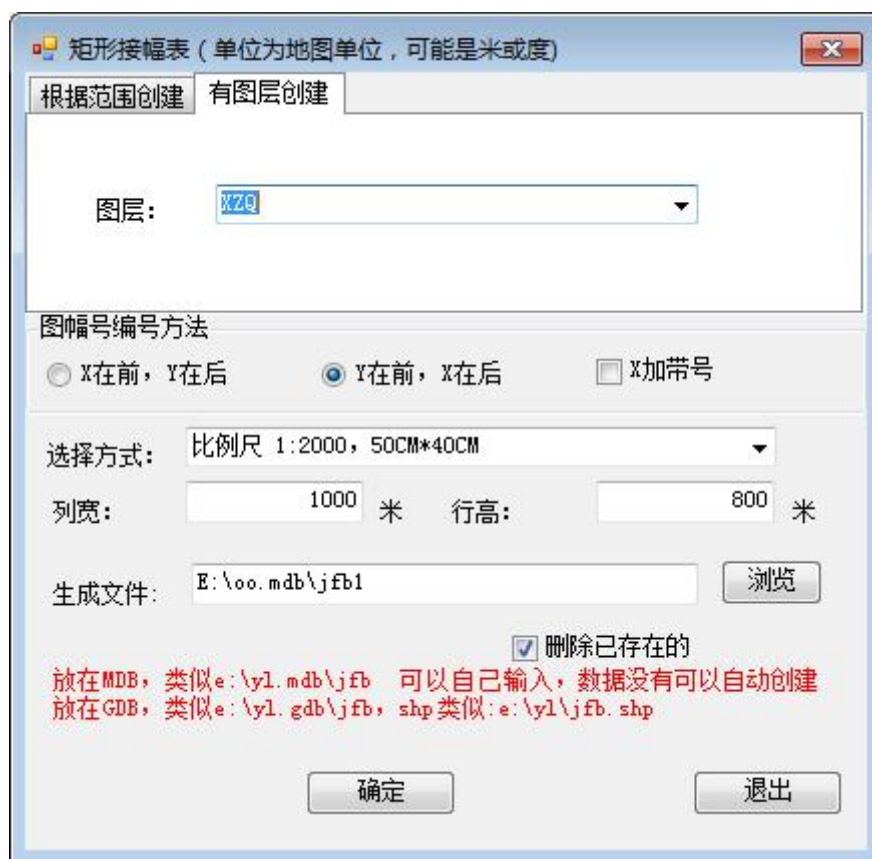 矩形接幅表 ( 单位为地图单位 , 可能是米或度)
根据范围创建 有图层创建
图层: XZQ
图幅号编号方法
X在前，Y在后 Y在前，X在后 X加带号
选择方式: 比例尺 1:2000，50CM*40CM
列宽: 1000 米 行高: 800 米
生成文件: E:\oo.mdb\jfb1 浏览
删除已存在的
放在MDB，类似e:\yl.mdb\jfb 可以自己输入，数据没有可以自动创建
放在GDB，类似e:\yl.gdb\jfb，shp类似:e:\yl\jfb.shp
确定 退出